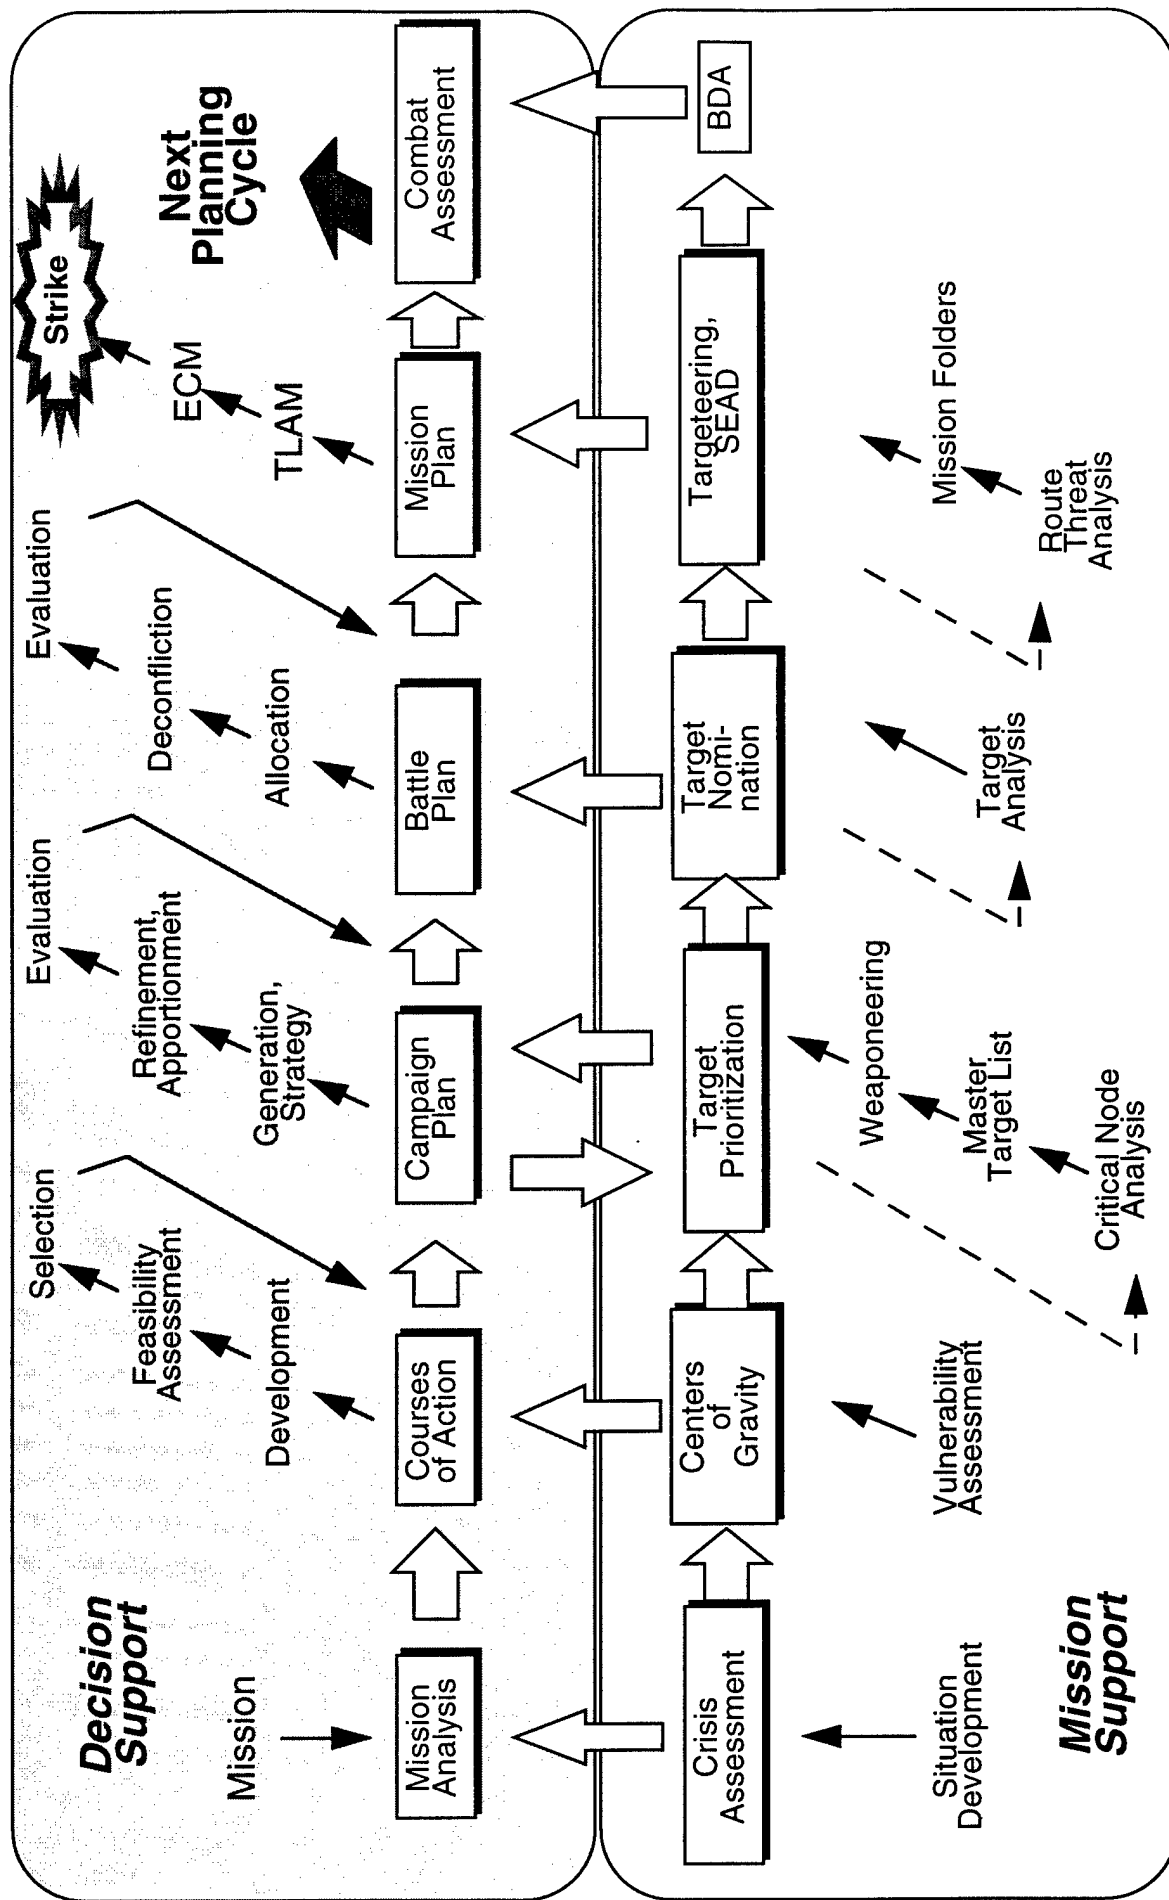 Decision
Support
Mission
Mission
Analysis
Courses
of Action
Development
Feasibility
Assessment
Selection
Campaign
Plan
Generation,
Strategy
Refinement,
Apportionment
Evaluation
Battle
Plan
Allocation
Deconfliction
Evaluation
Mission
Plan
TLAM
ECM
Strike
Combat
Assessment
Next
Planning
Cycle
Crisis
Assessment
Situation
Development
Centers
of
Gravity
Vulnerability
Assessment
Target
Prioritization
Weaponeering
Master
Target List
Critical Node
Analysis
Target
Nomi-
nation
Target
Analysis
Targeteering,
SEAD
Mission Folders
Route
Threat
Analysis
BDA
Mission
Support